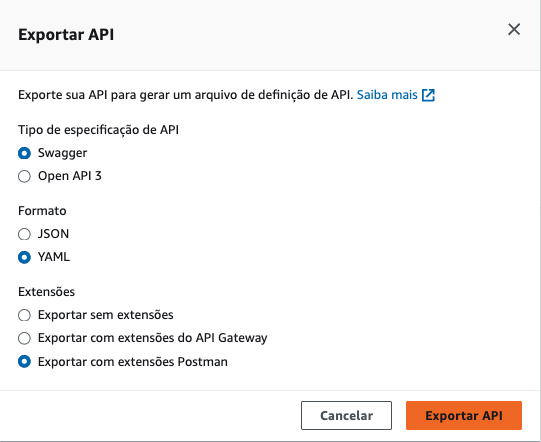 Exportar API
Exporte sua API para gerar um arquivo de definição de API. Saiba mais
Tipo de especificação de API
Swagger
Open API 3
Formato
JSON
YAML
Extensões
Exportar sem extensões
Exportar com extensões do API Gateway
Exportar com extensões Postman
Cancelar
Exportar API